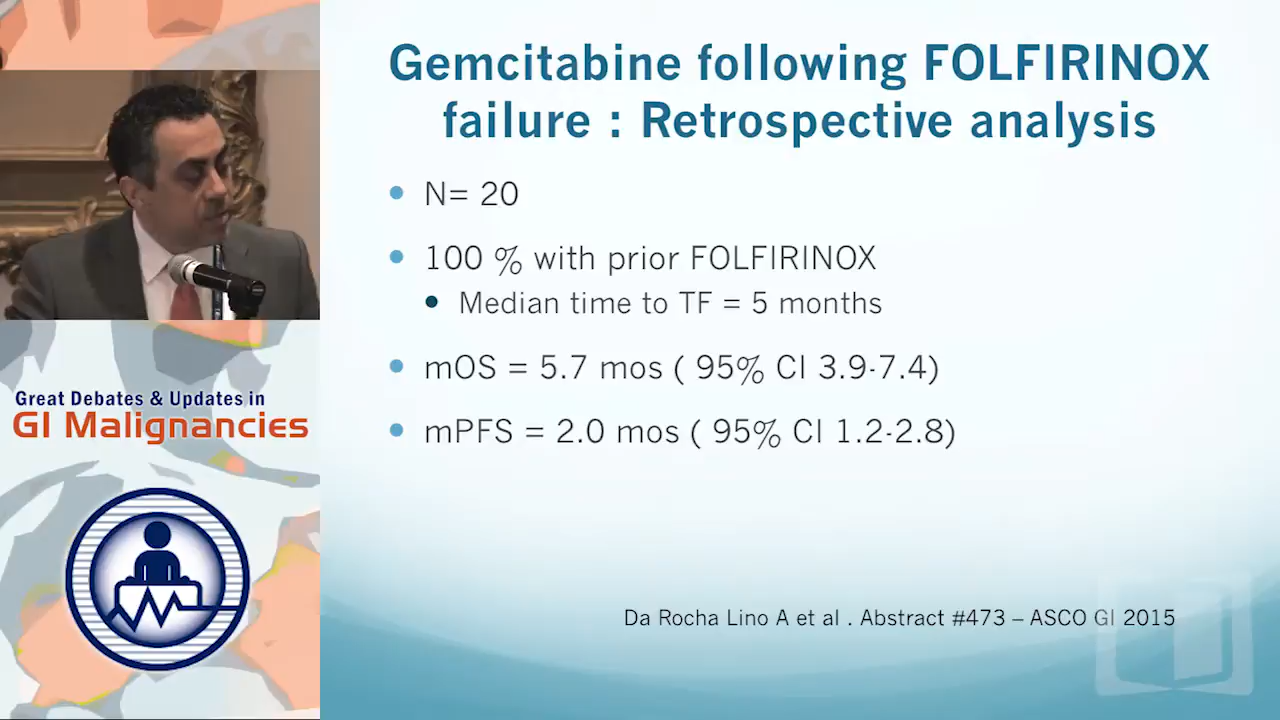 Gemcitabine following FOLFIRINOX
failure : Retrospective analysis
• N= 20
• 100 % with prior FOLFIRINOX
• Median time to TF = 5 months
• mOS = 5.7 mos ( 95% CI 3.9-7.4)
• mPFS = 2.0 mos ( 95% CI 1.2-2.8)
Da Rocha Lino A et al . Abstract #473 – ASCO GI 2015
Great Debates & Updates in
GI Malignancies